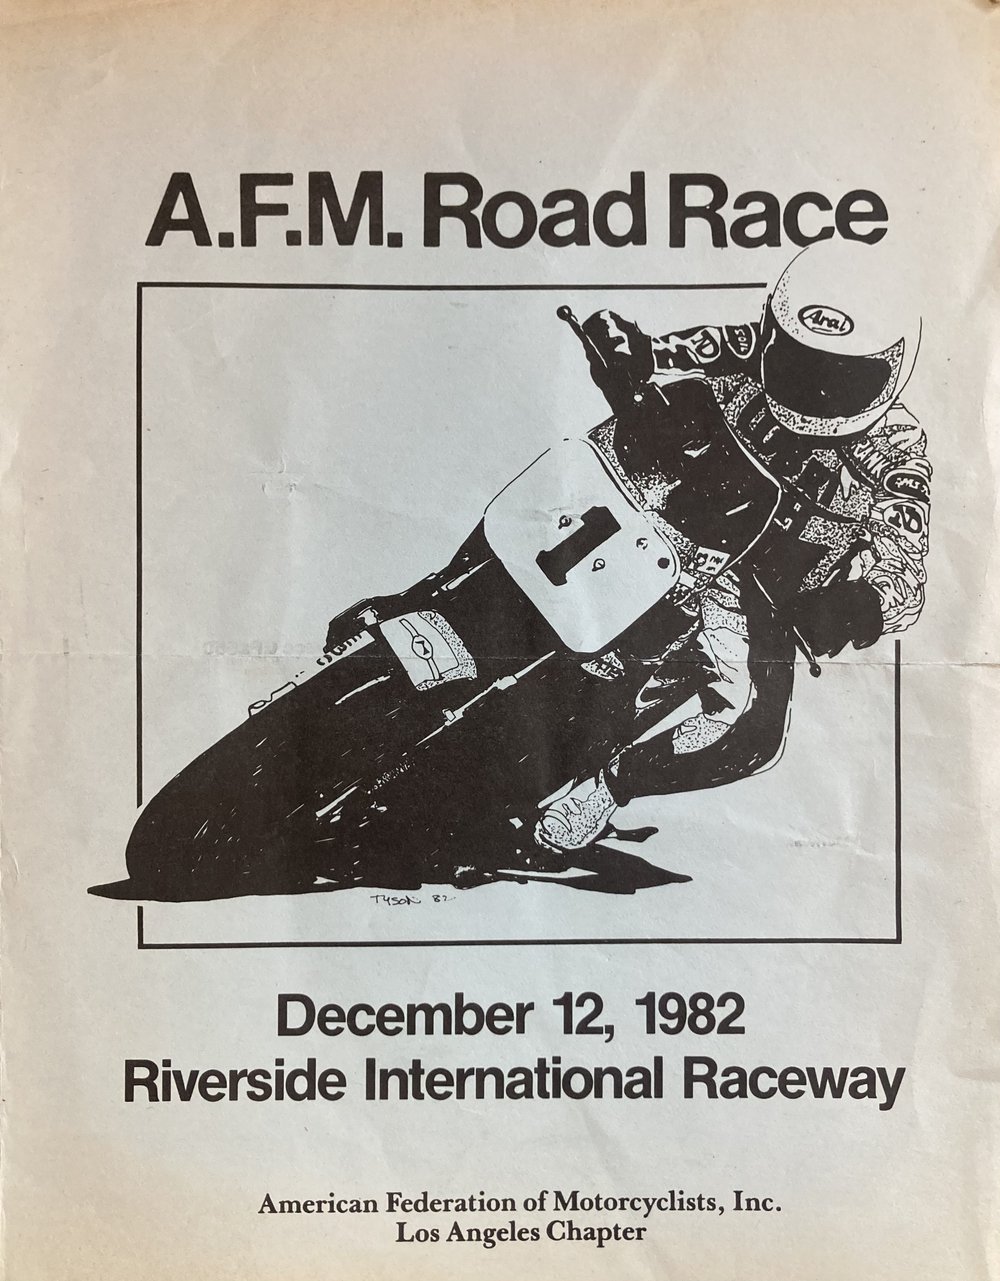 A.F.M. Road Race
Arai
1
TYSON 82
December 12, 1982
Riverside International Raceway
American Federation of Motorcyclists, Inc.
Los Angeles Chapter